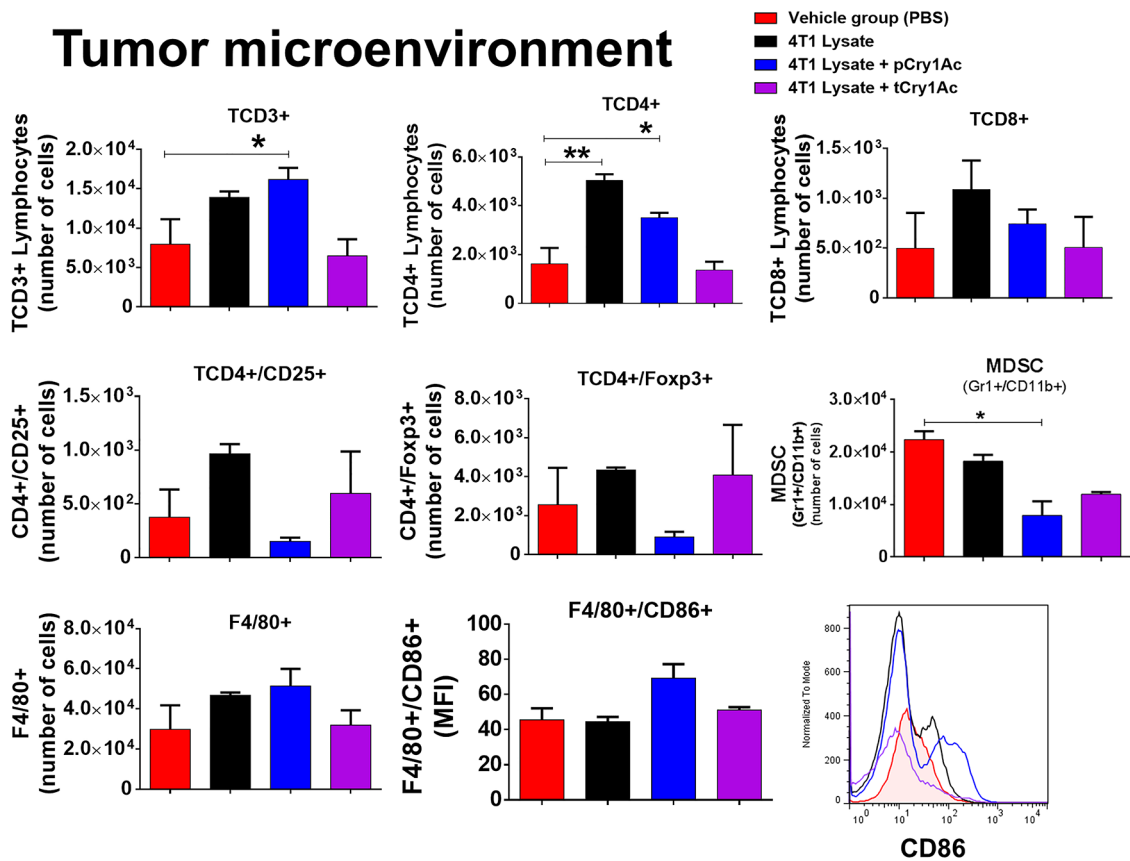 Tumor microenvironment
Vehicle group (PBS)
4T1 Lysate
4T1 Lysate + pCry1Ac
4T1 Lysate + tCry1Ac
TCD3+
TCD3+ Lymphocytes
(number of cells)
2.0×10⁴
1.5×10⁴
1.0×10⁴
5.0×10³
0
*
TCD4+
TCD4+ Lymphocytes
(number of cells)
6.0×10³
4.0×10³
2.0×10³
0
*
**
TCD8+
TCD8+ Lymphocytes
(number of cells)
1.5×10³
1.0×10³
5.0×10²
0
TCD4+/CD25+
CD4+/CD25+
(number of cells)
1.5×10³
1.0×10³
5.0×10²
0
TCD4+/Foxp3+
CD4+/Foxp3+
(number of cells)
8.0×10³
6.0×10³
4.0×10³
2.0×10³
0
MDSC
(Gr1+/CD11b+)
MDSC
(Gr1+/CD11b+)
(number of cells)
3.0×10⁴
2.0×10⁴
1.0×10⁴
0
*
F4/80+
F4/80+
(number of cells)
8.0×10⁴
6.0×10⁴
4.0×10⁴
2.0×10⁴
0
F4/80+/CD86+
F4/80+/CD86+
(MFI)
100
80
60
40
20
0
Normalized To Mode
800
600
400
200
0
10⁰ 10¹ 10² 10³ 10⁴
CD86